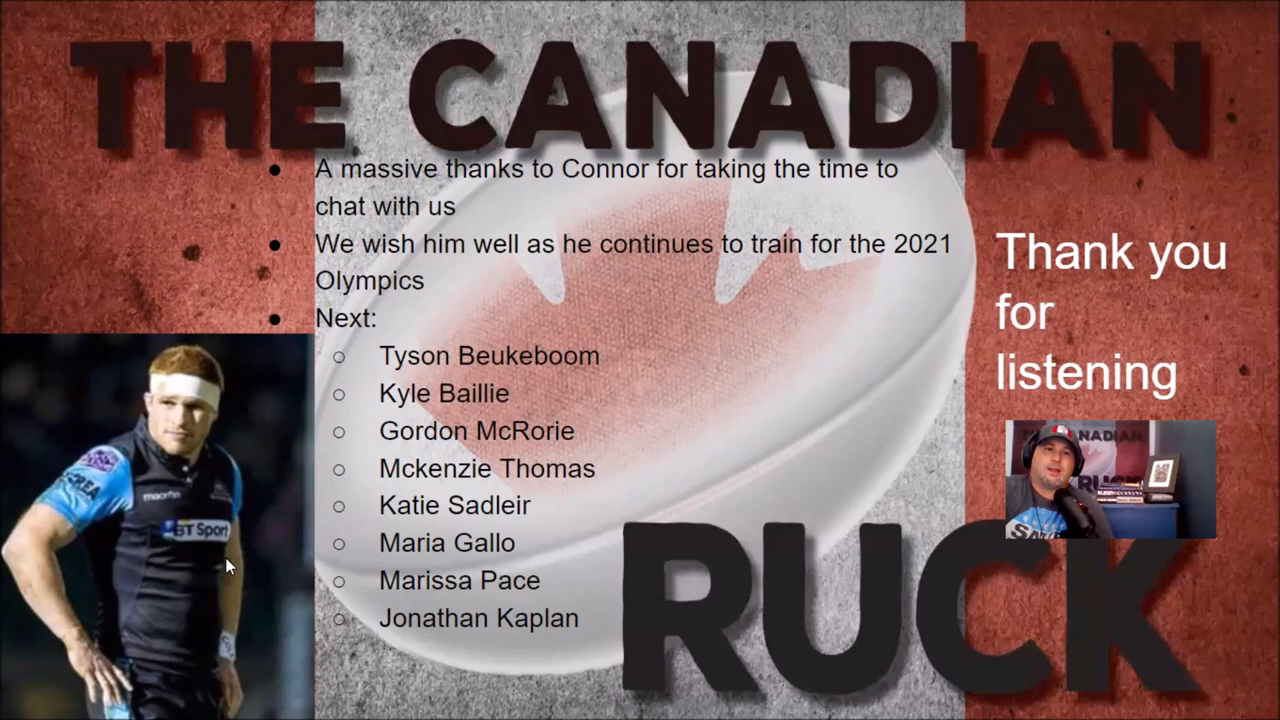 THE CANADIAN
A massive thanks to Connor for taking the time to
chat with us
We wish him well as he continues to train for the 2021
Olympics
Next:
Tyson Beukeboom
Kyle Baillie
Gordon McRorie
Mckenzie Thomas
Katie Sadleir
Maria Gallo
Marissa Pace
Jonathan Kaplan
Thank you
for
listening
RUCK
macron
BT Sport